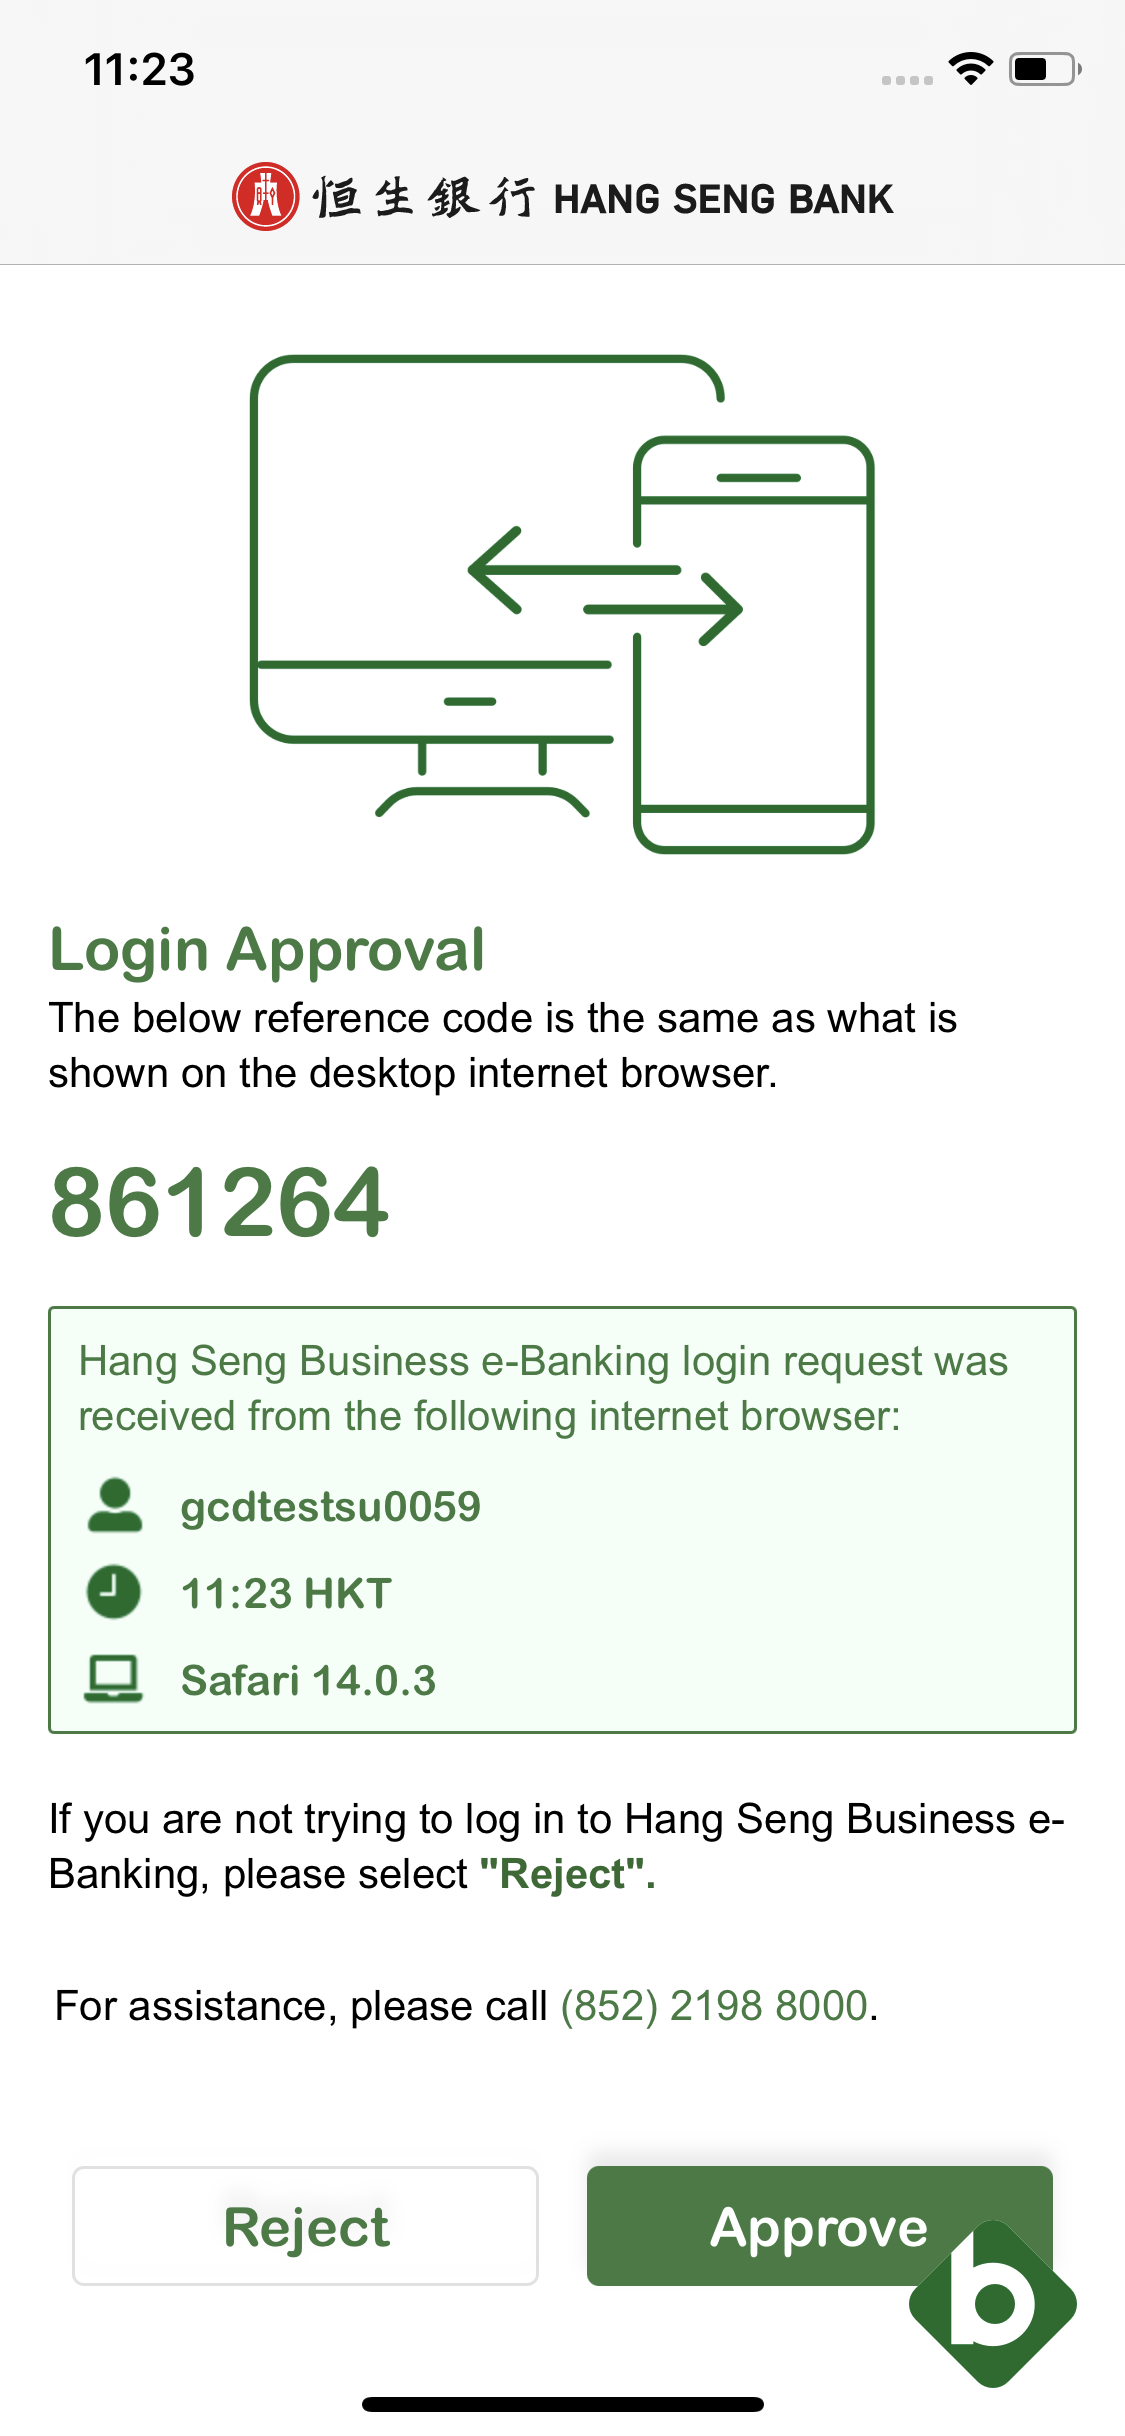 11:23
恒生銀行 HANG SENG BANK
Login Approval
The below reference code is the same as what is
shown on the desktop internet browser.
861264
Hang Seng Business e-Banking login request was
received from the following internet browser:
gcdtestsu0059
11:23 HKT
Safari 14.0.3
If you are not trying to log in to Hang Seng Business e-
Banking, please select "Reject".
For assistance, please call (852) 2198 8000.
Reject
Approve
b